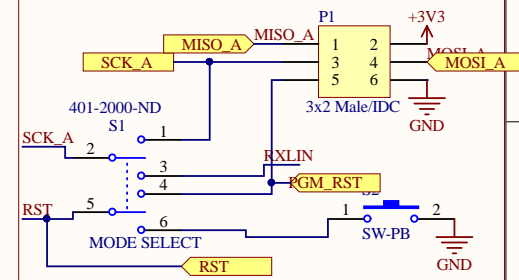 P1
+3V3
MISO_A
MISO_A
1
2
SCK_A
3
4
MOSI_A
MOSI_A
5
6
401-2000-ND
3x2 Male/IDC
S1
GND
1
SCK_A
2
RXLIN
3
4
PGM_RST
S2
RST
5
6
1
2
MODE SELECT
SW-PB
RST
GND